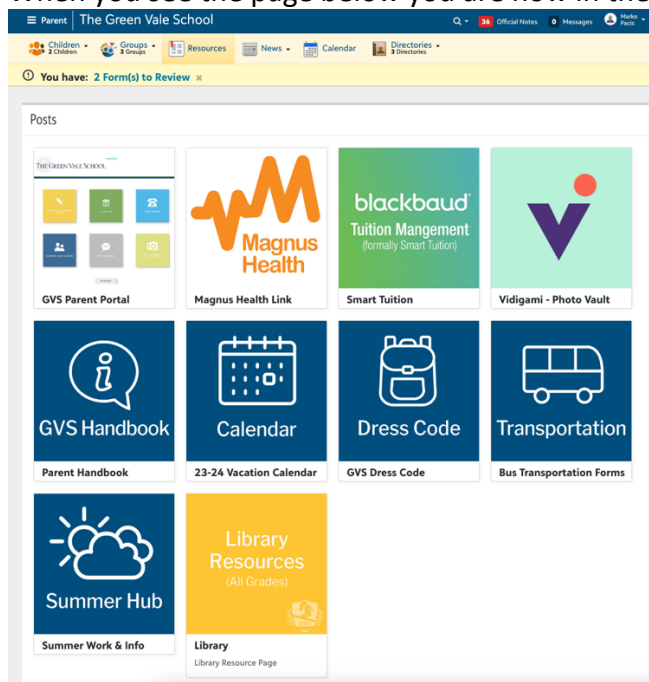 When you see the page below you are now in the
Parent The Green Vale School 36 Official Notes 0 Messages Marko Pacic
Children 2 Children Groups 3 Groups Resources News Calendar Directories 3 Directories
You have: 2 Form(s) to Review ×
Posts
THE GREEN VALE SCHOOL
GVS Parent Portal
Magnus
Health
Magnus Health Link
blackbaud
Tuition Mangement
(formally Smart Tuition)
Smart Tuition
Vidigami - Photo Vault
GVS Handbook
Parent Handbook
Calendar
23-24 Vacation Calendar
Dress Code
GVS Dress Code
Transportation
Bus Transportation Forms
Summer Hub
Summer Work & Info
Library
Resources
(All Grades)
Library
Library Resource Page